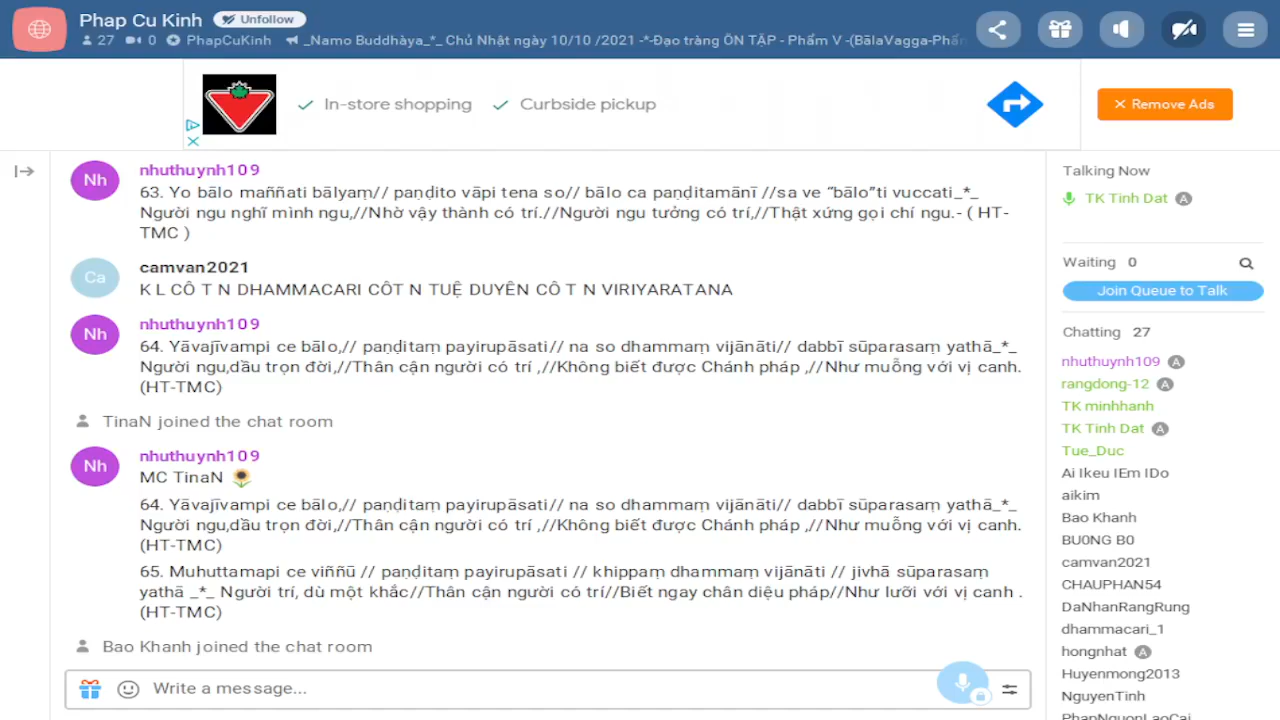 Phap Cu Kinh
Unfollow
27 0 PhapCuKinh _Namo Buddhàya_*_ Chủ Nhật ngày 10/10 /2021 -*-Đạo tràng ÔN TẬP - Phẩm V -(BālaVagga-Phẩm
In-store shopping
Curbside pickup
Remove Ads
Nh
nhuthuynh109
63. Yo bālo maññati bālyaṃ// paṇḍito vāpi tena so// bālo ca paṇḍitamānī //sa ve “bālo”ti vuccati_*_
Người ngu nghĩ mình ngu,//Nhờ vậy thành có trí.//Người ngu tưởng có trí,//Thật xứng gọi chí ngu.- ( HT-
TMC )
Ca
camvan2021
K L CÔ T N DHAMMACARI CÔT N TUỆ DUYÊN CÔ T N VIRIYARATANA
Nh
nhuthuynh109
64. Yāvajīvampi ce bālo,// paṇḍitaṃ payirupāsati// na so dhammaṃ vijānāti// dabbī sūparasaṃ yathā_*_
Người ngu,dầu trọn đời,//Thân cận người có trí ,//Không biết được Chánh pháp ,//Như muỗng với vị canh.
(HT-TMC)
TinaN joined the chat room
Nh
nhuthuynh109
MC TinaN 🌻
64. Yāvajīvampi ce bālo,// paṇḍitaṃ payirupāsati// na so dhammaṃ vijānāti// dabbī sūparasaṃ yathā_*_
Người ngu,dầu trọn đời,//Thân cận người có trí ,//Không biết được Chánh pháp ,//Như muỗng với vị canh.
(HT-TMC)
65. Muhuttamapi ce viññū // paṇḍitaṃ payirupāsati // khippaṃ dhammaṃ vijānāti // jivhā sūparasaṃ
yathā _*_ Người trí, dù một khắc//Thân cận người có trí//Biết ngay chân diệu pháp//Như lưỡi với vị canh .
(HT-TMC)
Bao Khanh joined the chat room
Write a message...
Talking Now
TK Tinh Dat A
Waiting 0
Join Queue to Talk
Chatting 27
nhuthuynh109 A
rangdong-12 A
TK minhhanh
TK Tinh Dat A
Tue_Duc
Ai Ikeu IEm IDo
aikim
Bao Khanh
BU0NG B0
camvan2021
CHAUPHAN54
DaNhanRangRung
dhammacari_1
hongnhat A
Huyenmong2013
NguyenTinh
PhapNguonLaoCai